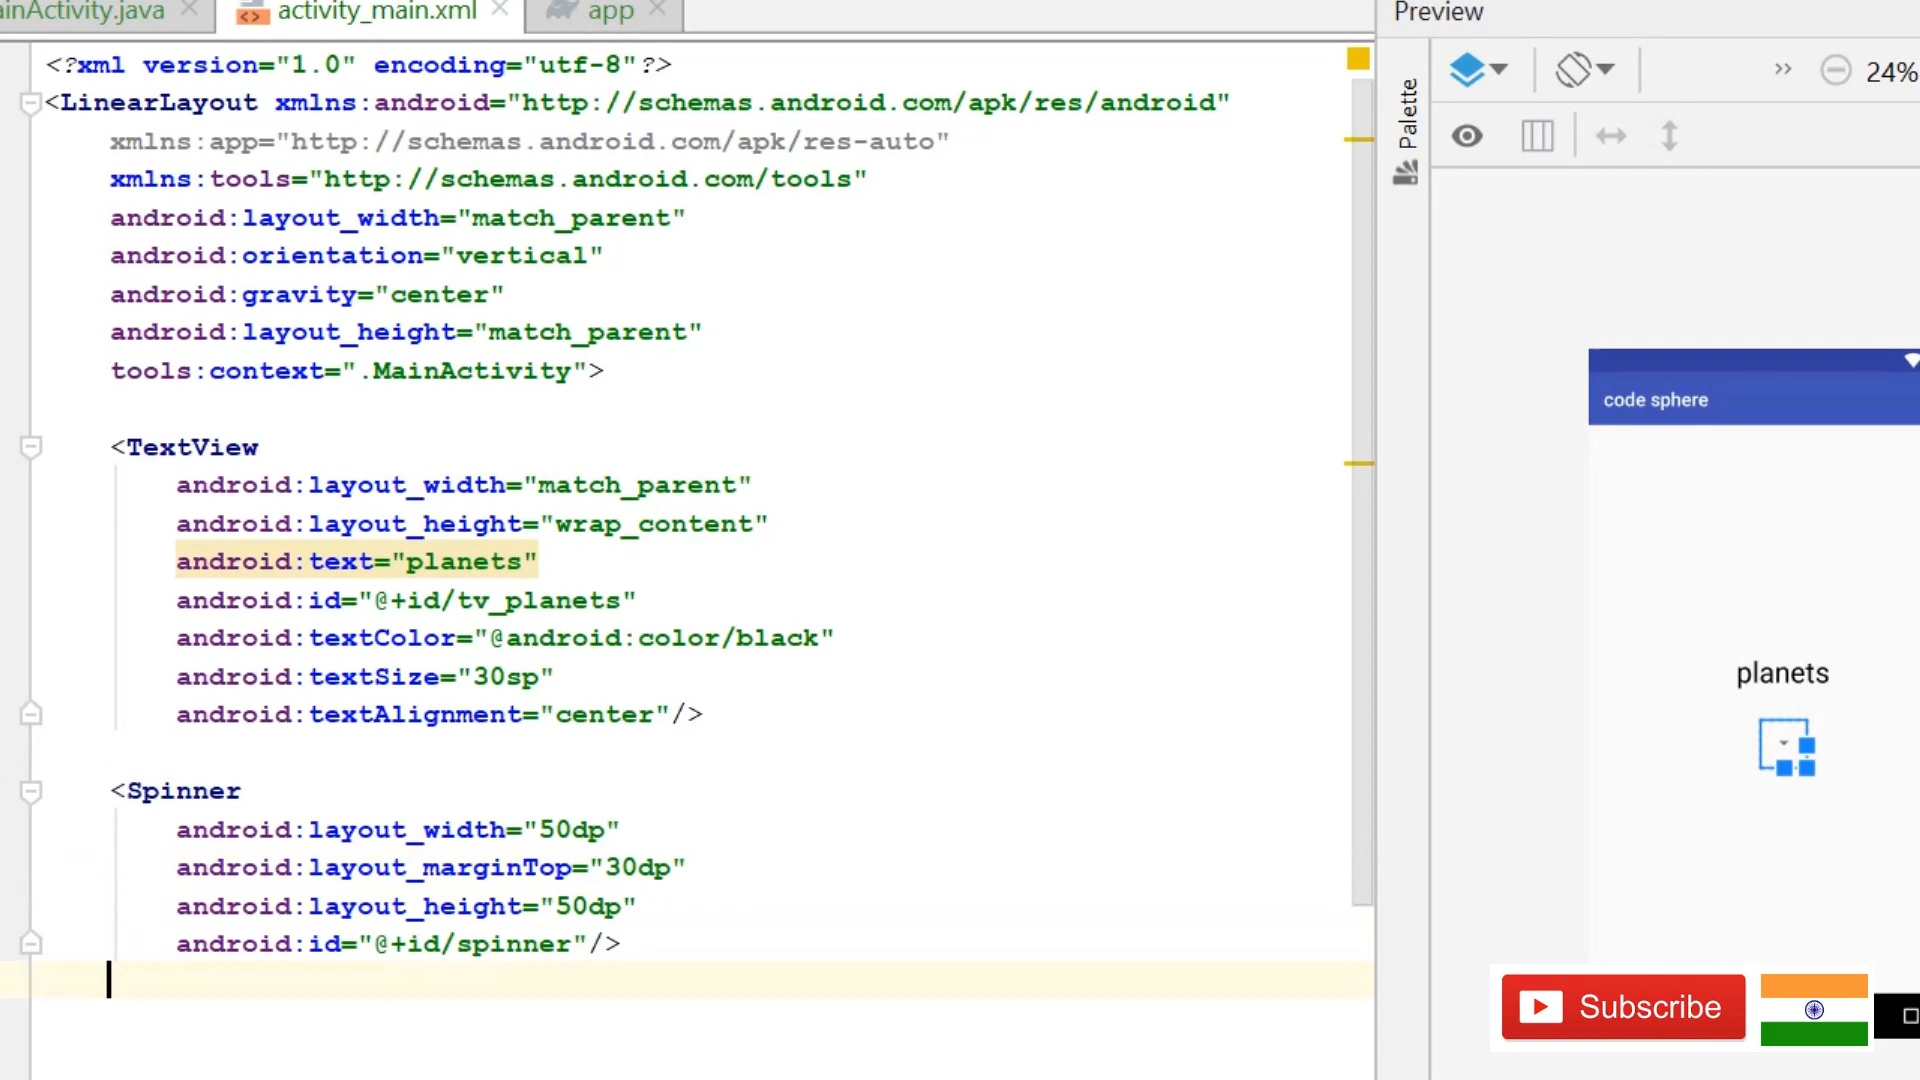 ainActivity.java
activity_main.xml
app
Preview
<?xml version="1.0" encoding="utf-8"?>
<LinearLayout xmlns:android="http://schemas.android.com/apk/res/android"
xmlns:app="http://schemas.android.com/apk/res-auto"
xmlns:tools="http://schemas.android.com/tools"
android:layout_width="match_parent"
android:orientation="vertical"
android:gravity="center"
android:layout_height="match_parent"
tools:context=".MainActivity">
<TextView
android:layout_width="match_parent"
android:layout_height="wrap_content"
android:text="planets"
android:id="@+id/tv_planets"
android:textColor="@android:color/black"
android:textSize="30sp"
android:textAlignment="center"/>
<Spinner
android:layout_width="50dp"
android:layout_marginTop="30dp"
android:layout_height="50dp"
android:id="@+id/spinner"/>
Palette
24%
code sphere
planets
Subscribe